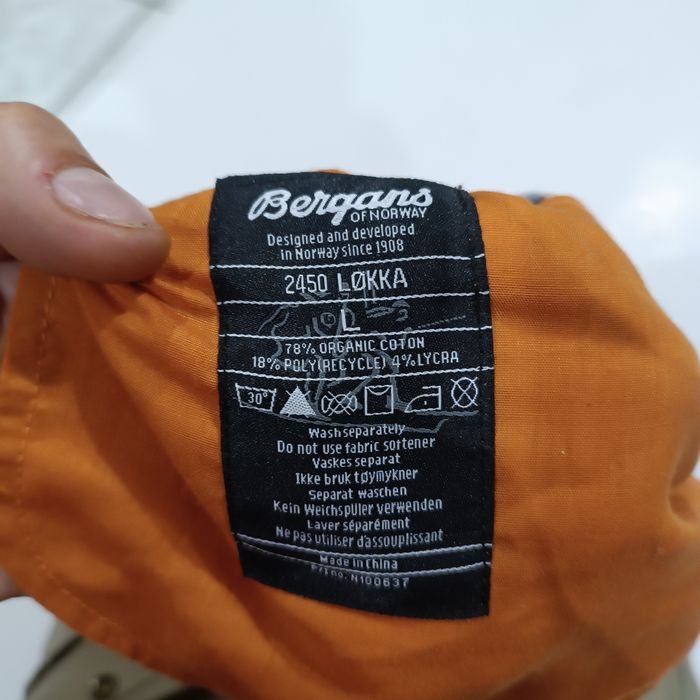 Bergans
OF NORWAY
Designed and developed
in Norway since 1908
2450 LØKKA
L
78% ORGANIC COTON
18% POLY(RECYCLE) 4% LYCRA
30°
Wash separately
Do not use fabric softener
Vaskes separat
Ikke bruk tøymykner
Separat waschen
Kein Weichspüler verwenden
Laver séparément
Ne pas utiliser d'assouplissant
Made in China
N100637